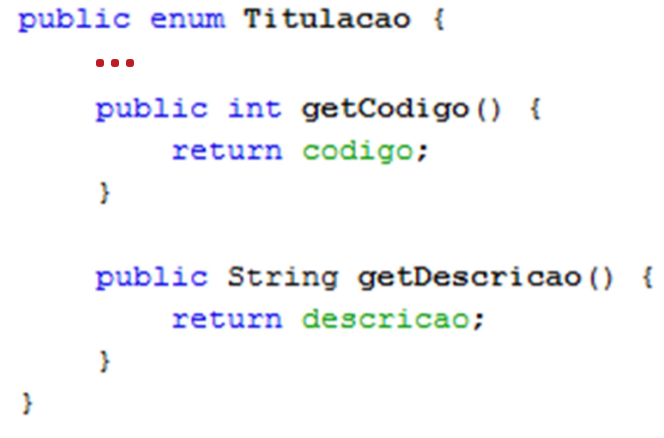 public enum Titulacao {
...
public int getCodigo() {
return codigo;
}
public String getDescricao() {
return descricao;
}
}